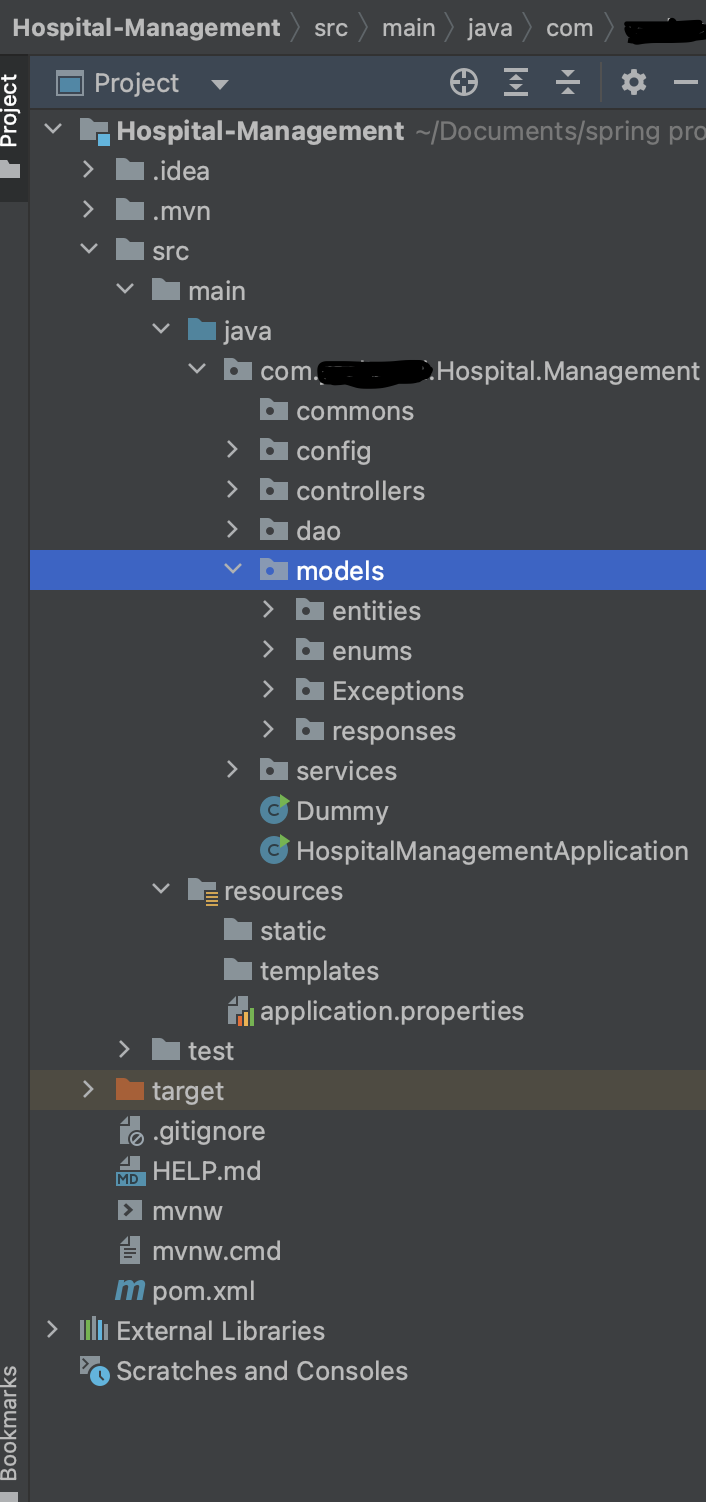 Hospital-Management src main java com
Project
Project
Hospital-Management ~/Documents/spring pro
.idea
.mvn
src
main
java
com. .Hospital.Management
commons
config
controllers
dao
models
entities
enums
Exceptions
responses
services
Dummy
HospitalManagementApplication
resources
static
templates
application.properties
test
target
.gitignore
HELP.md
mvnw
mvnw.cmd
pom.xml
External Libraries
Scratches and Consoles
Bookmarks